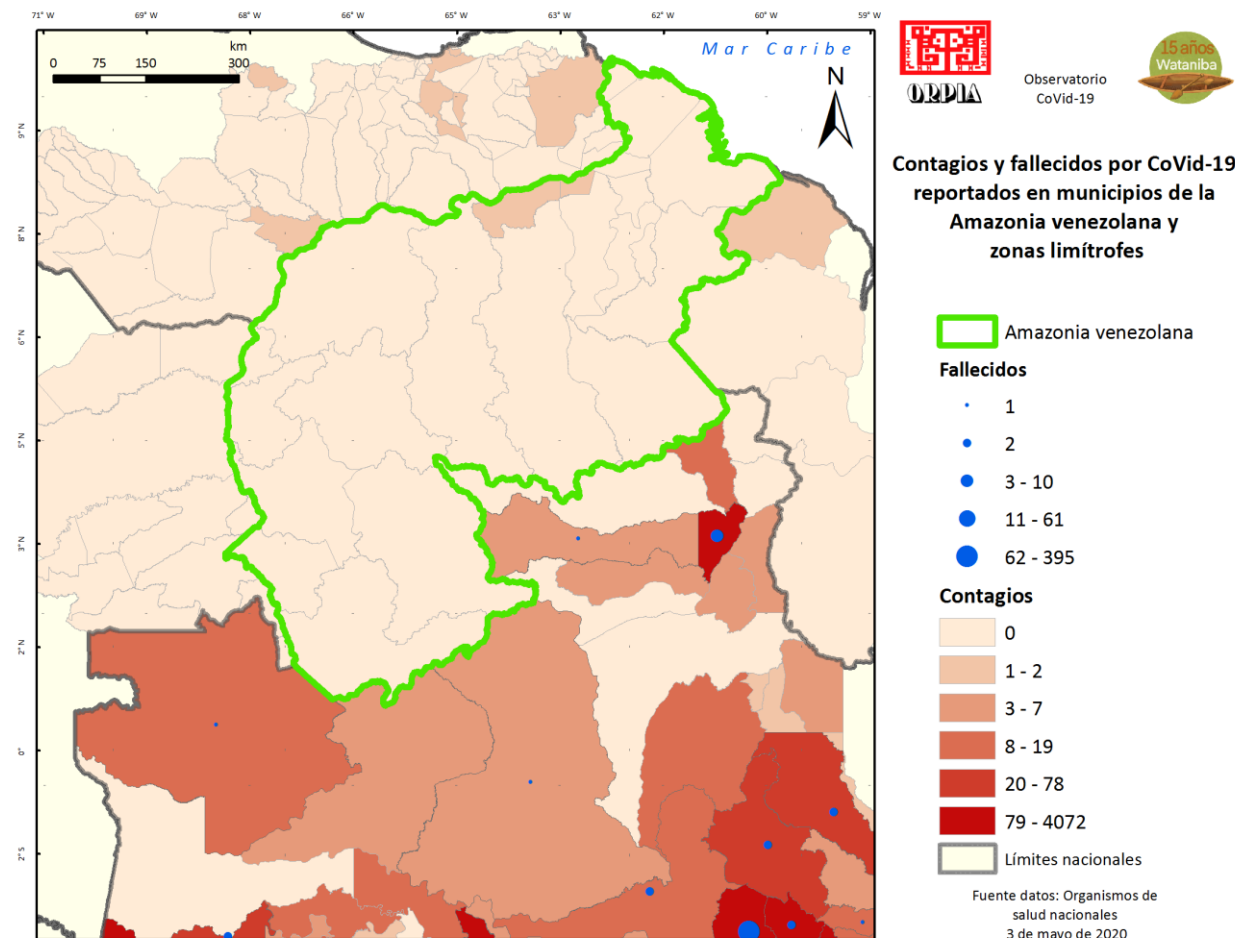 71° W 69° W 68° W 66° W 65° W 63° W 62° W 60° W 59° W
km
0 75 150 300
Mar Caribe
N
9° N
8° N
6° N
5° N
3° N
2° N
0°
2° S
ORPIA
Observatorio
CoVid-19
15 años
Wataniba
Contagios y fallecidos por CoVid-19
reportados en municipios de la
Amazonia venezolana y
zonas limítrofes
Amazonia venezolana
Fallecidos
1
2
3 - 10
11 - 61
62 - 395
Contagios
0
1 - 2
3 - 7
8 - 19
20 - 78
79 - 4072
Límites nacionales
Fuente datos: Organismos de
salud nacionales
3 de mayo de 2020